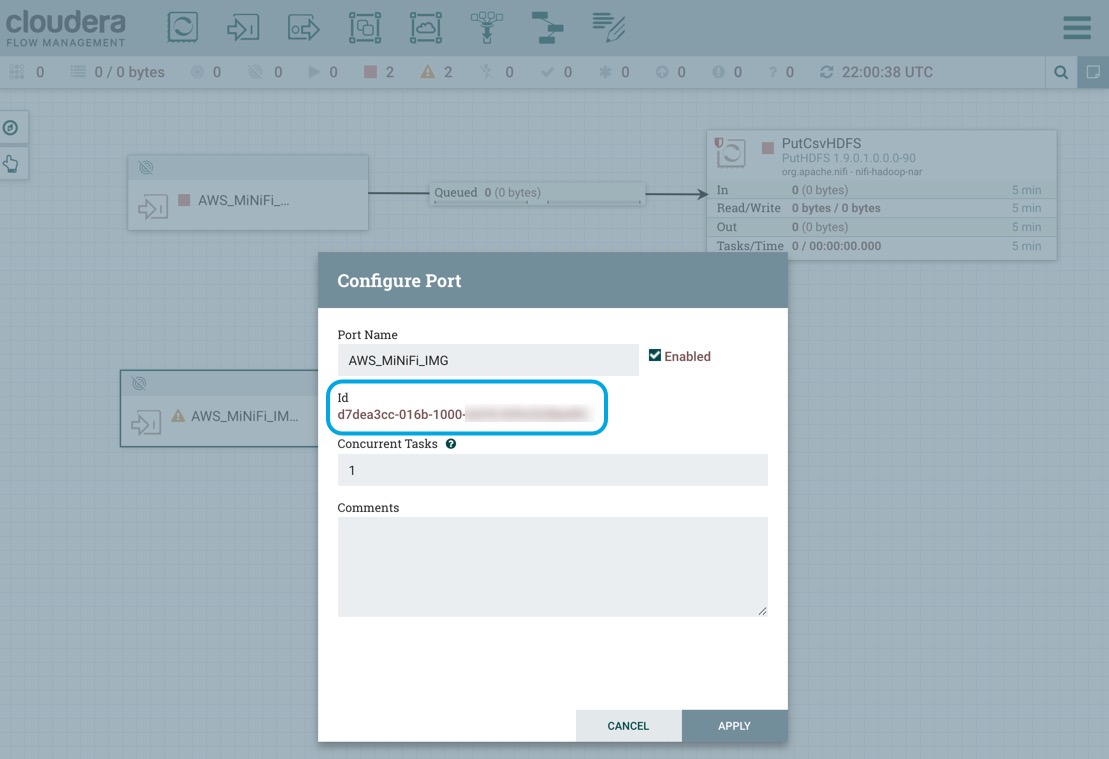 cloudera
FLOW MANAGEMENT
0 0 / 0 bytes 0 0 0 2 2 0 0 0 0 0 ? 0 22:00:38 UTC
AWS_MiNiFi_...
Queued 0 (0 bytes)
PutCsvHDFS
PutHDFS 1.9.0.1.0.0.0-90
org.apache.nifi - nifi-hadoop-nar
In 0 (0 bytes) 5 min
Read/Write 0 bytes / 0 bytes 5 min
Out 0 (0 bytes) 5 min
Tasks/Time 0 / 00:00:00.000 5 min
AWS_MiNiFi_IM...
Configure Port
Port Name
AWS_MiNiFi_IMG
Enabled
Id
d7dea3cc-016b-1000-
Concurrent Tasks ?
1
Comments
CANCEL APPLY